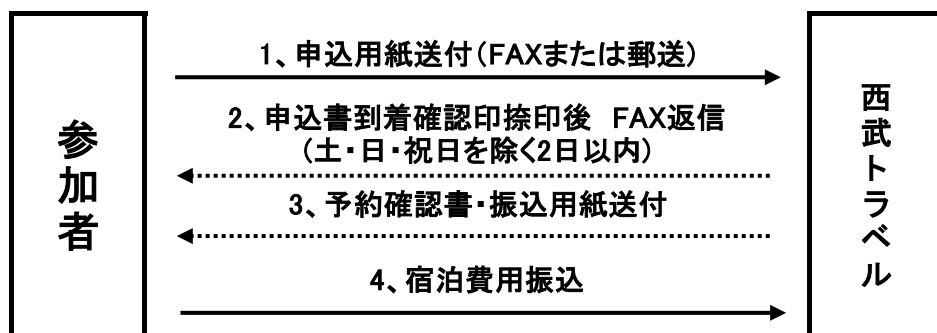 参加者
1、申込用紙送付(FAXまたは郵送)
2、申込書到着確認印捺印後　FAX返信
(土・日・祝日を除く2日以内)
3、予約確認書・振込用紙送付
4、宿泊費用振込
西武トラベル